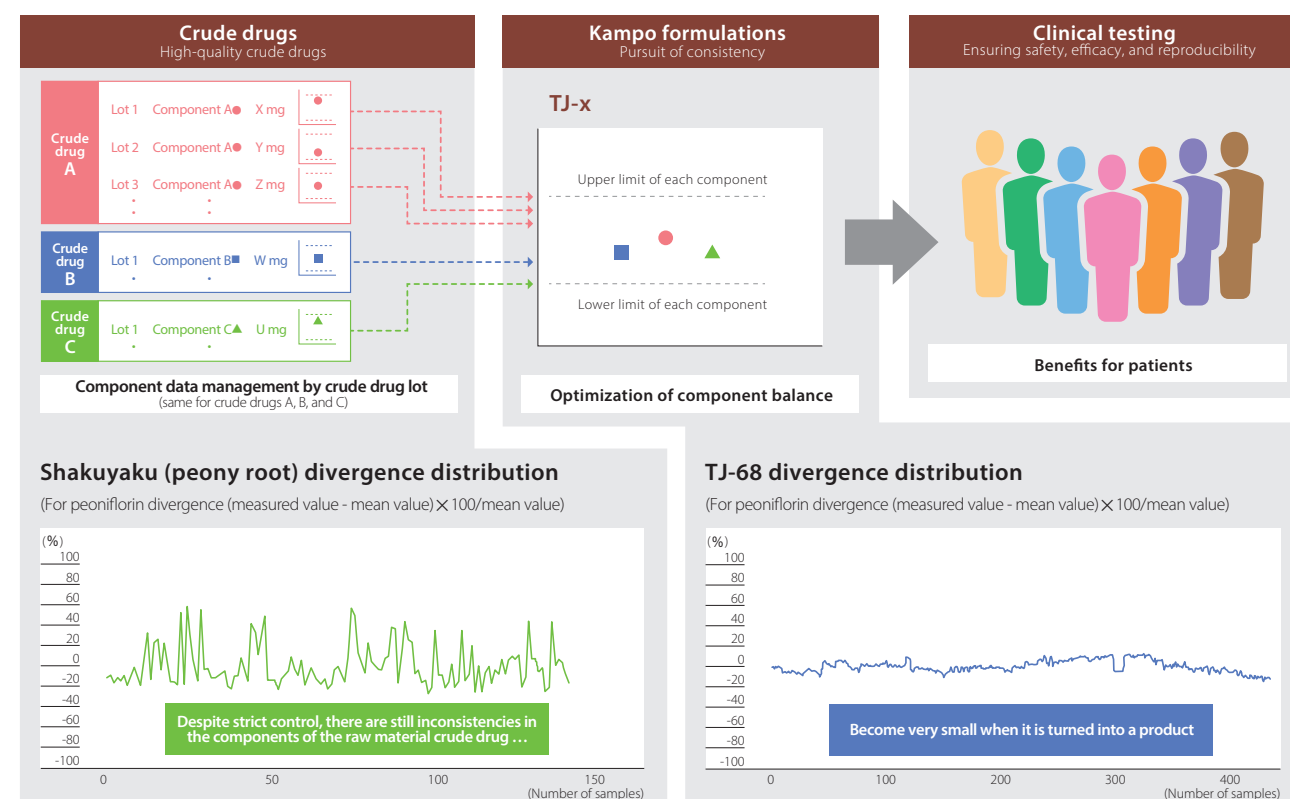 Crude drugs
High-quality crude drugs
Kampo formulations
Pursuit of consistency
Clinical testing
Ensuring safety, efficacy, and reproducibility
Crude
drug
A
Lot 1 Component A● X mg
Lot 2 Component A● Y mg
Lot 3 Component A● Z mg
Crude
drug
B
Lot 1 Component B■ W mg
Crude
drug
C
Lot 1 Component C▲ U mg
Component data management by crude drug lot
(same for crude drugs A, B, and C)
TJ-x
Upper limit of each component
Lower limit of each component
Optimization of component balance
Benefits for patients
Shakuyaku (peony root) divergence distribution
(For peoniflorin divergence (measured value - mean value)×100/mean value)
(%)
100
80
60
40
20
0
-20
-40
-60
-80
-100
Despite strict control, there are still inconsistencies in
the components of the raw material crude drug …
0 50 100 150
(Number of samples)
TJ-68 divergence distribution
(For peoniflorin divergence (measured value - mean value)×100/mean value)
(%)
100
80
60
40
20
0
-20
-40
-60
-80
-100
Become very small when it is turned into a product
0 100 200 300 400
(Number of samples)